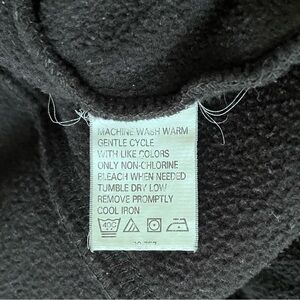 MACHINE WASH WARM
GENTLE CYCLE
WITH LIKE COLORS
ONLY NON-CHLORINE
BLEACH WHEN NEEDED
TUMBLE DRY LOW
REMOVE PROMPTLY
COOL IRON